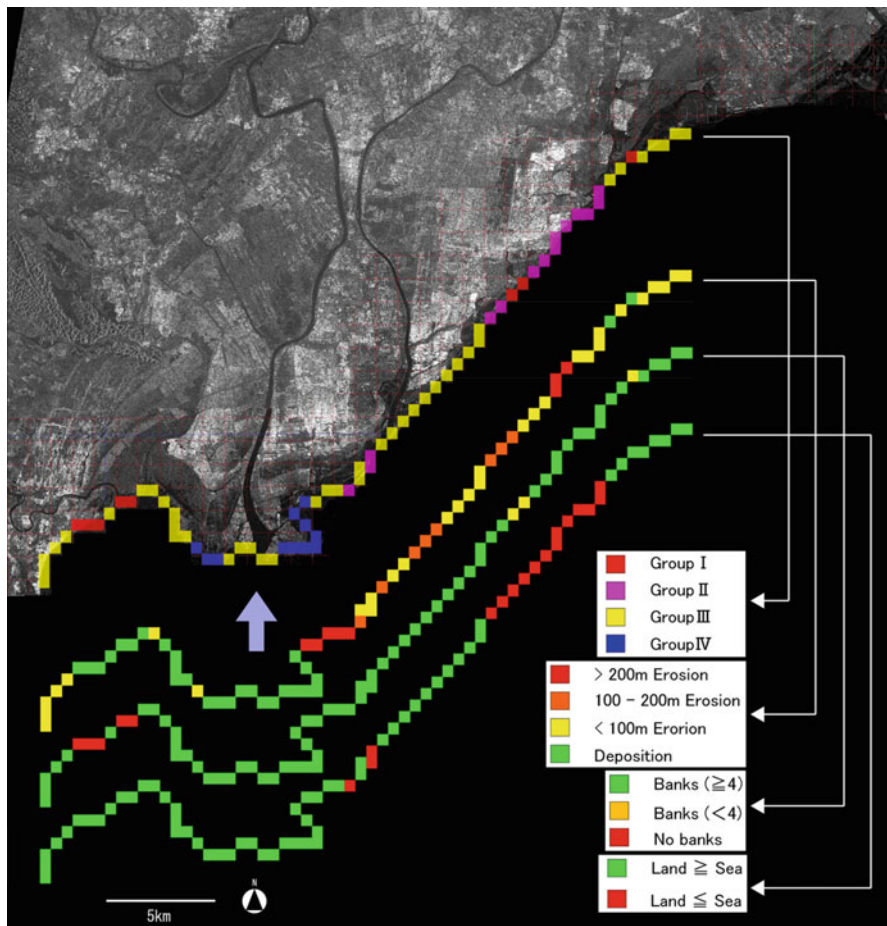 Group I
Group II
Group III
Group IV
> 200m Erosion
100 - 200m Erosion
< 100m Erorion
Deposition
Banks (≧4)
Banks (<4)
No banks
Land ≧ Sea
Land ≦ Sea
N
5km